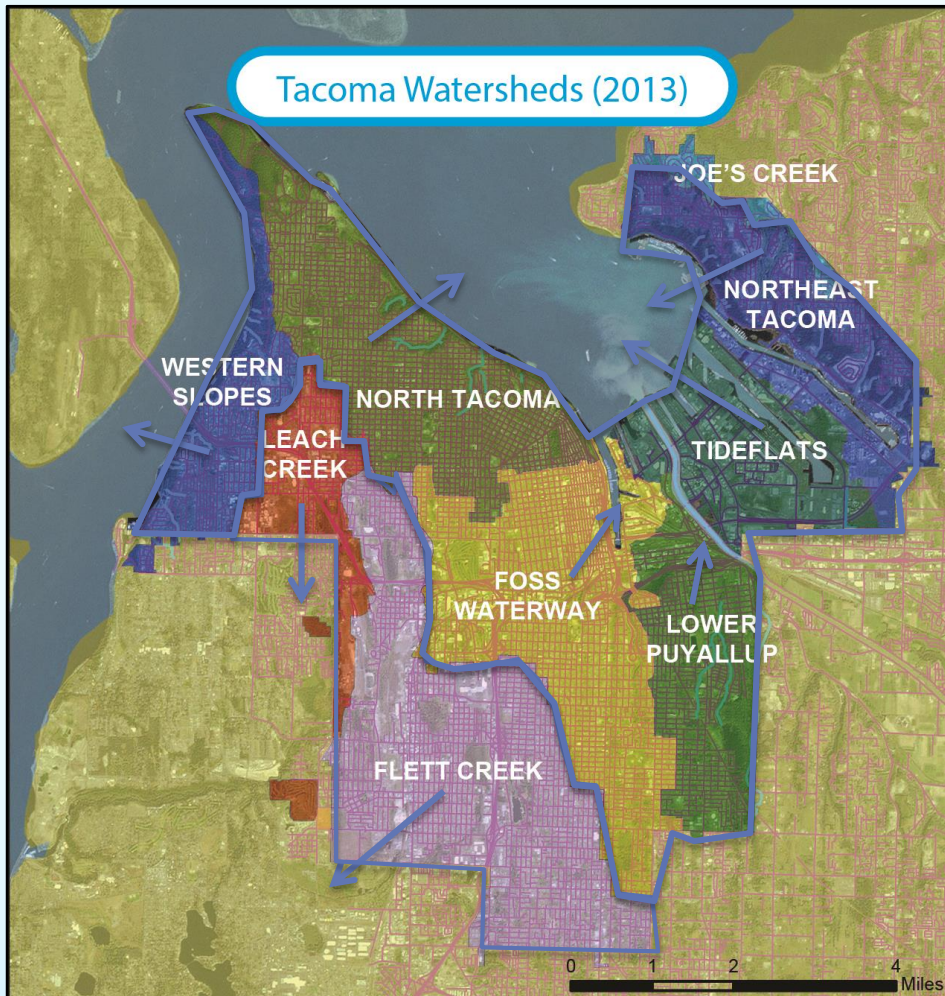 Tacoma Watersheds (2013)
JOE'S CREEK
NORTHEAST
TACOMA
WESTERN
SLOPES
NORTH TACOMA
LEACH
CREEK
TIDEFLATS
FOSS
WATERWAY
LOWER
PUYALLUP
FLETT CREEK
0 1 2 4
Miles